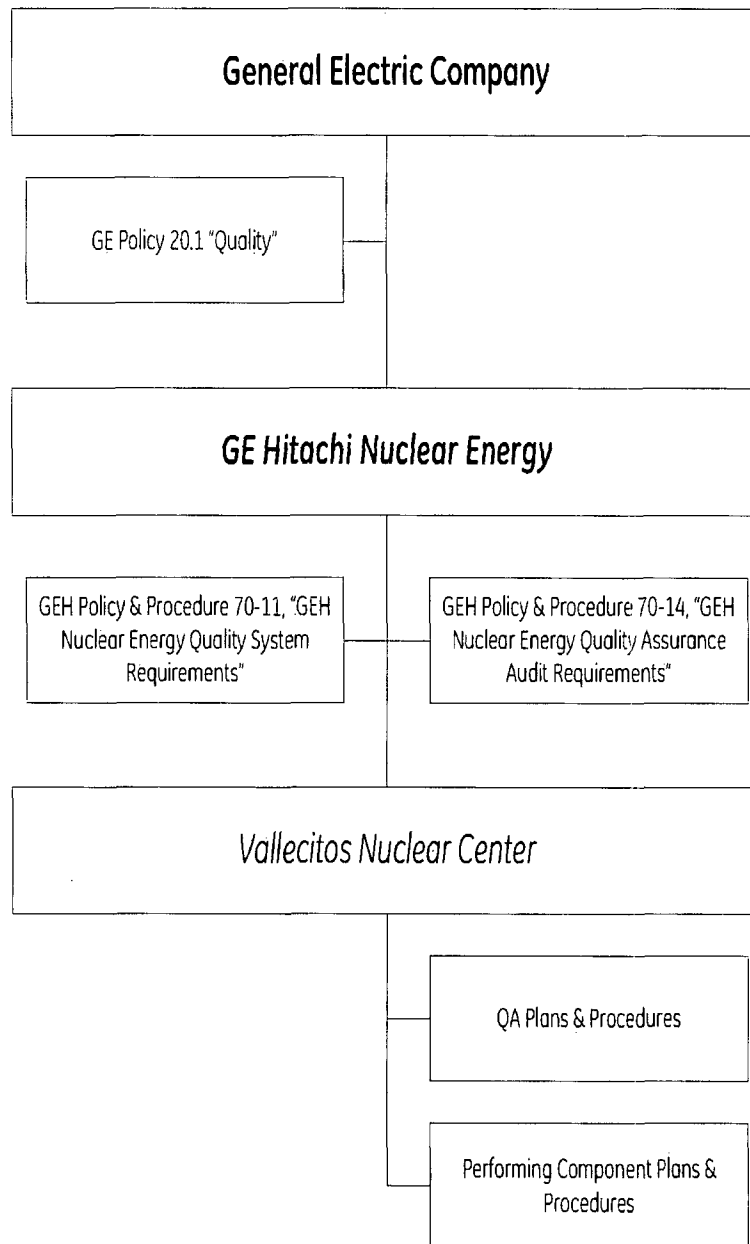 General Electric Company
GE Policy 20.1 "Quality"
GE Hitachi Nuclear Energy
GEH Policy & Procedure 70-11, "GEH
Nuclear Energy Quality System
Requirements"
GEH Policy & Procedure 70-14, "GEH
Nuclear Energy Quality Assurance
Audit Requirements"
Vallecitos Nuclear Center
QA Plans & Procedures
Performing Component Plans &
Procedures